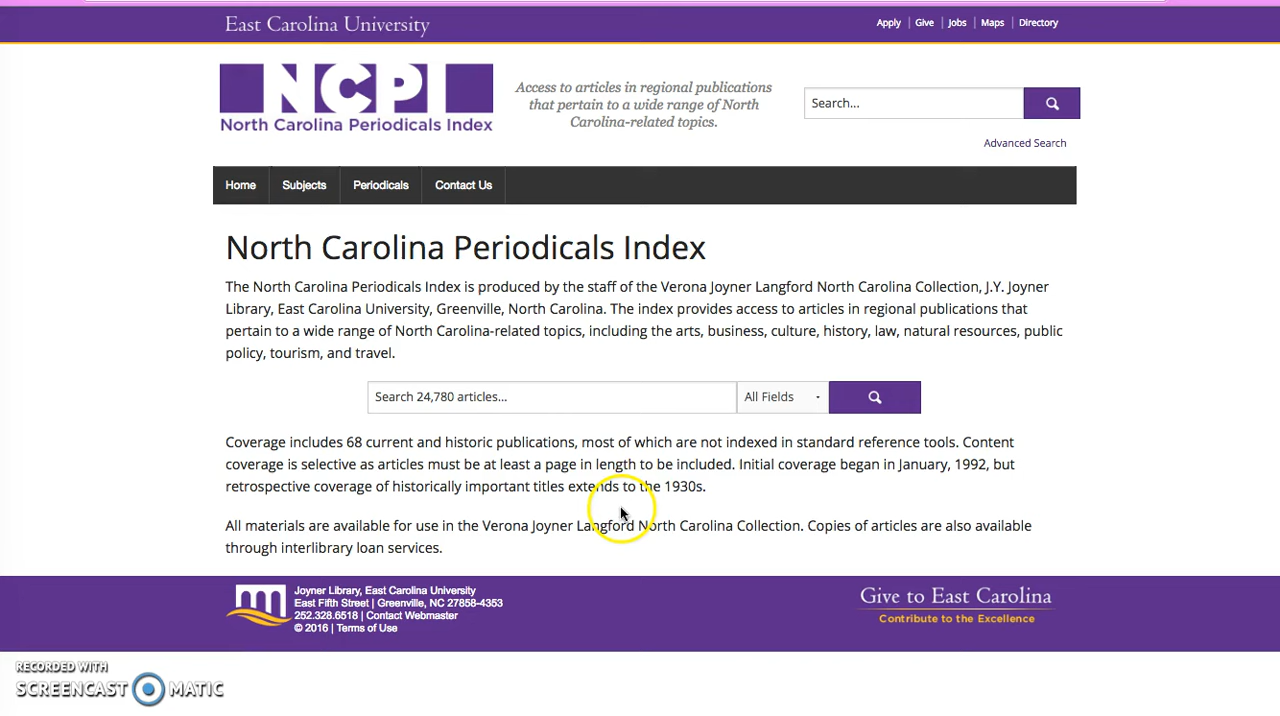 East Carolina University
Apply | Give | Jobs | Maps | Directory
NCPI
North Carolina Periodicals Index
Access to articles in regional publications
that pertain to a wide range of North
Carolina-related topics.
Search...
Advanced Search
Home Subjects Periodicals Contact Us
North Carolina Periodicals Index
The North Carolina Periodicals Index is produced by the staff of the Verona Joyner Langford North Carolina Collection, J.Y. Joyner
Library, East Carolina University, Greenville, North Carolina. The index provides access to articles in regional publications that
pertain to a wide range of North Carolina-related topics, including the arts, business, culture, history, law, natural resources, public
policy, tourism, and travel.
Search 24,780 articles... All Fields
Coverage includes 68 current and historic publications, most of which are not indexed in standard reference tools. Content
coverage is selective as articles must be at least a page in length to be included. Initial coverage began in January, 1992, but
retrospective coverage of historically important titles extends to the 1930s.
All materials are available for use in the Verona Joyner Langford North Carolina Collection. Copies of articles are also available
through interlibrary loan services.
Joyner Library, East Carolina University
East Fifth Street | Greenville, NC 27858-4353
252.328.6518 | Contact Webmaster
© 2016 | Terms of Use
Give to East Carolina
Contribute to the Excellence
RECORDED WITH
SCREENCAST MATIC